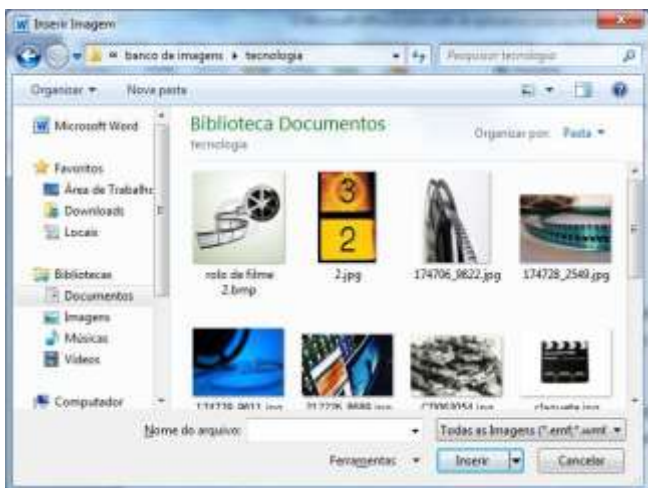 Inserir Imagem
« banco de imagens ▸ tecnologia
Pesquisar tecnologia
Organizar
Nova pasta
Microsoft Word
Favoritos
Área de Trabalho
Downloads
Locais
Bibliotecas
Documentos
Imagens
Músicas
Vídeos
Computador
Biblioteca Documentos
tecnologia
Organizar por: Pasta
3
2
rolo de filme
2.bmp
2.jpg
174706_9822.jpg
174728_2549.jpg
Nome do arquivo:
Todas as Imagens (*.emf;*.wmf
Ferramentas
Inserir
Cancelar